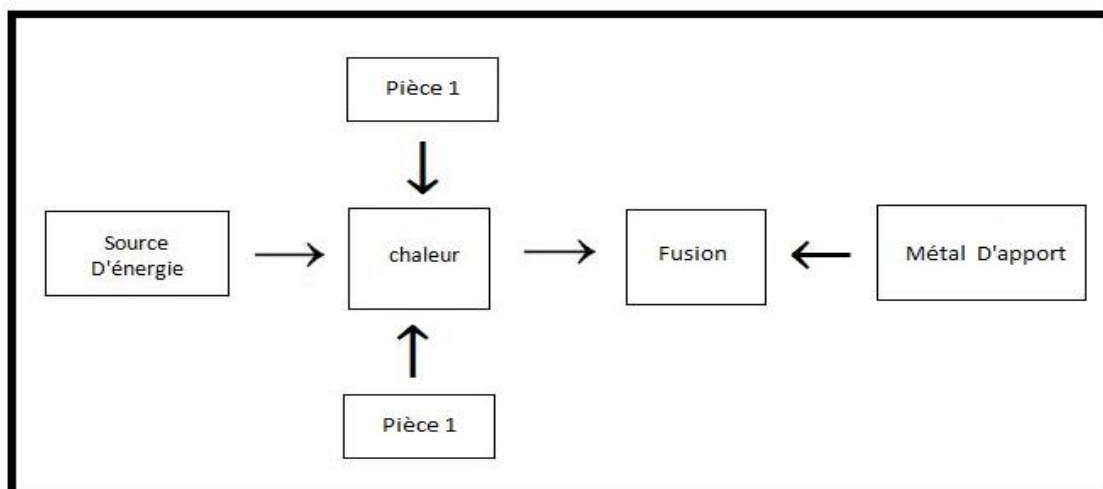 Pièce 1
Source
D'énergie
chaleur
Fusion
Métal D'apport
Pièce 1